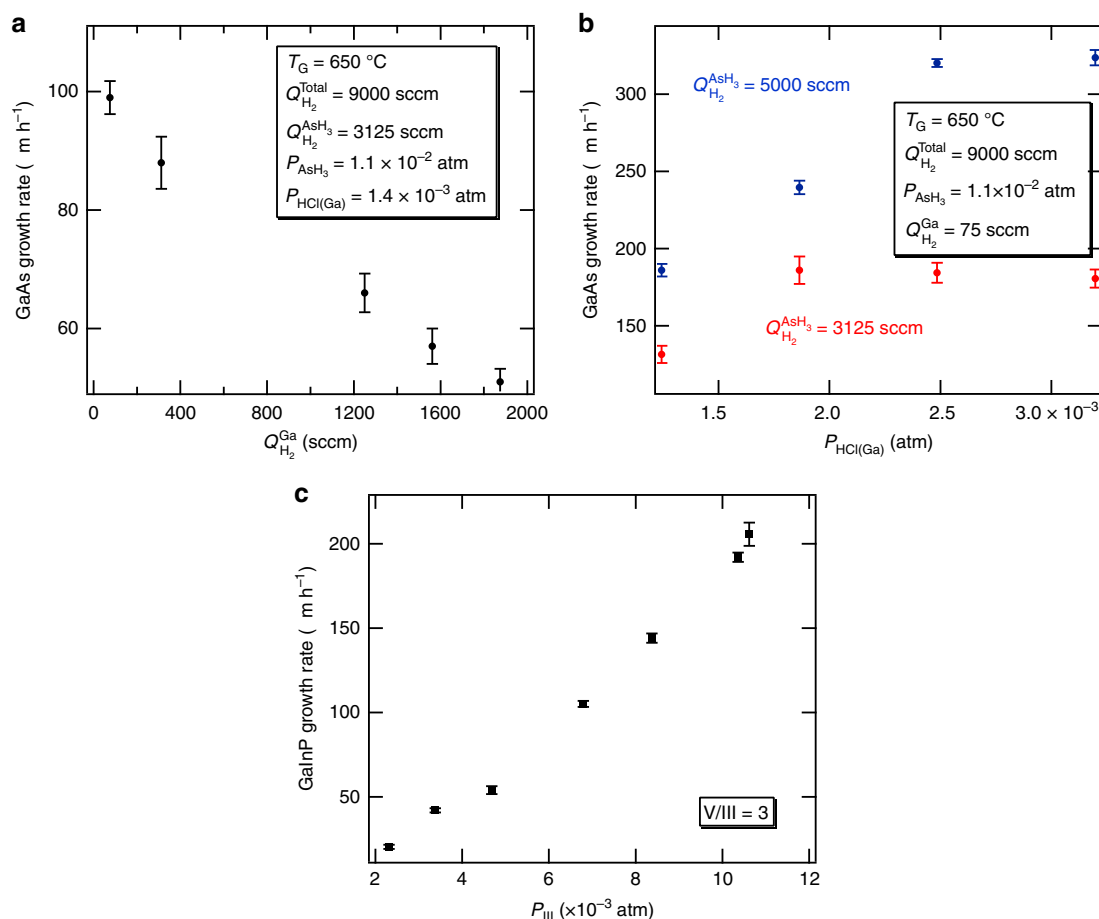 a
GaAs growth rate ( m h⁻¹)
100
80
60
T_G = 650 °C
Q_H₂^Total = 9000 sccm
Q_H₂^AsH₃ = 3125 sccm
P_AsH₃ = 1.1 × 10⁻² atm
P_HCl(Ga) = 1.4 × 10⁻³ atm
0 400 800 1200 1600 2000
Q_H₂^Ga (sccm)
b
GaAs growth rate ( m h⁻¹)
300
250
200
150
Q_H₂^AsH₃ = 5000 sccm
T_G = 650 °C
Q_H₂^Total = 9000 sccm
P_AsH₃ = 1.1×10⁻² atm
Q_H₂^Ga = 75 sccm
Q_H₂^AsH₃ = 3125 sccm
1.5 2.0 2.5 3.0 × 10⁻³
P_HCl(Ga) (atm)
c
GaInP growth rate ( m h⁻¹)
200
150
100
50
V/III = 3
2 4 6 8 10 12
P_III (×10⁻³ atm)